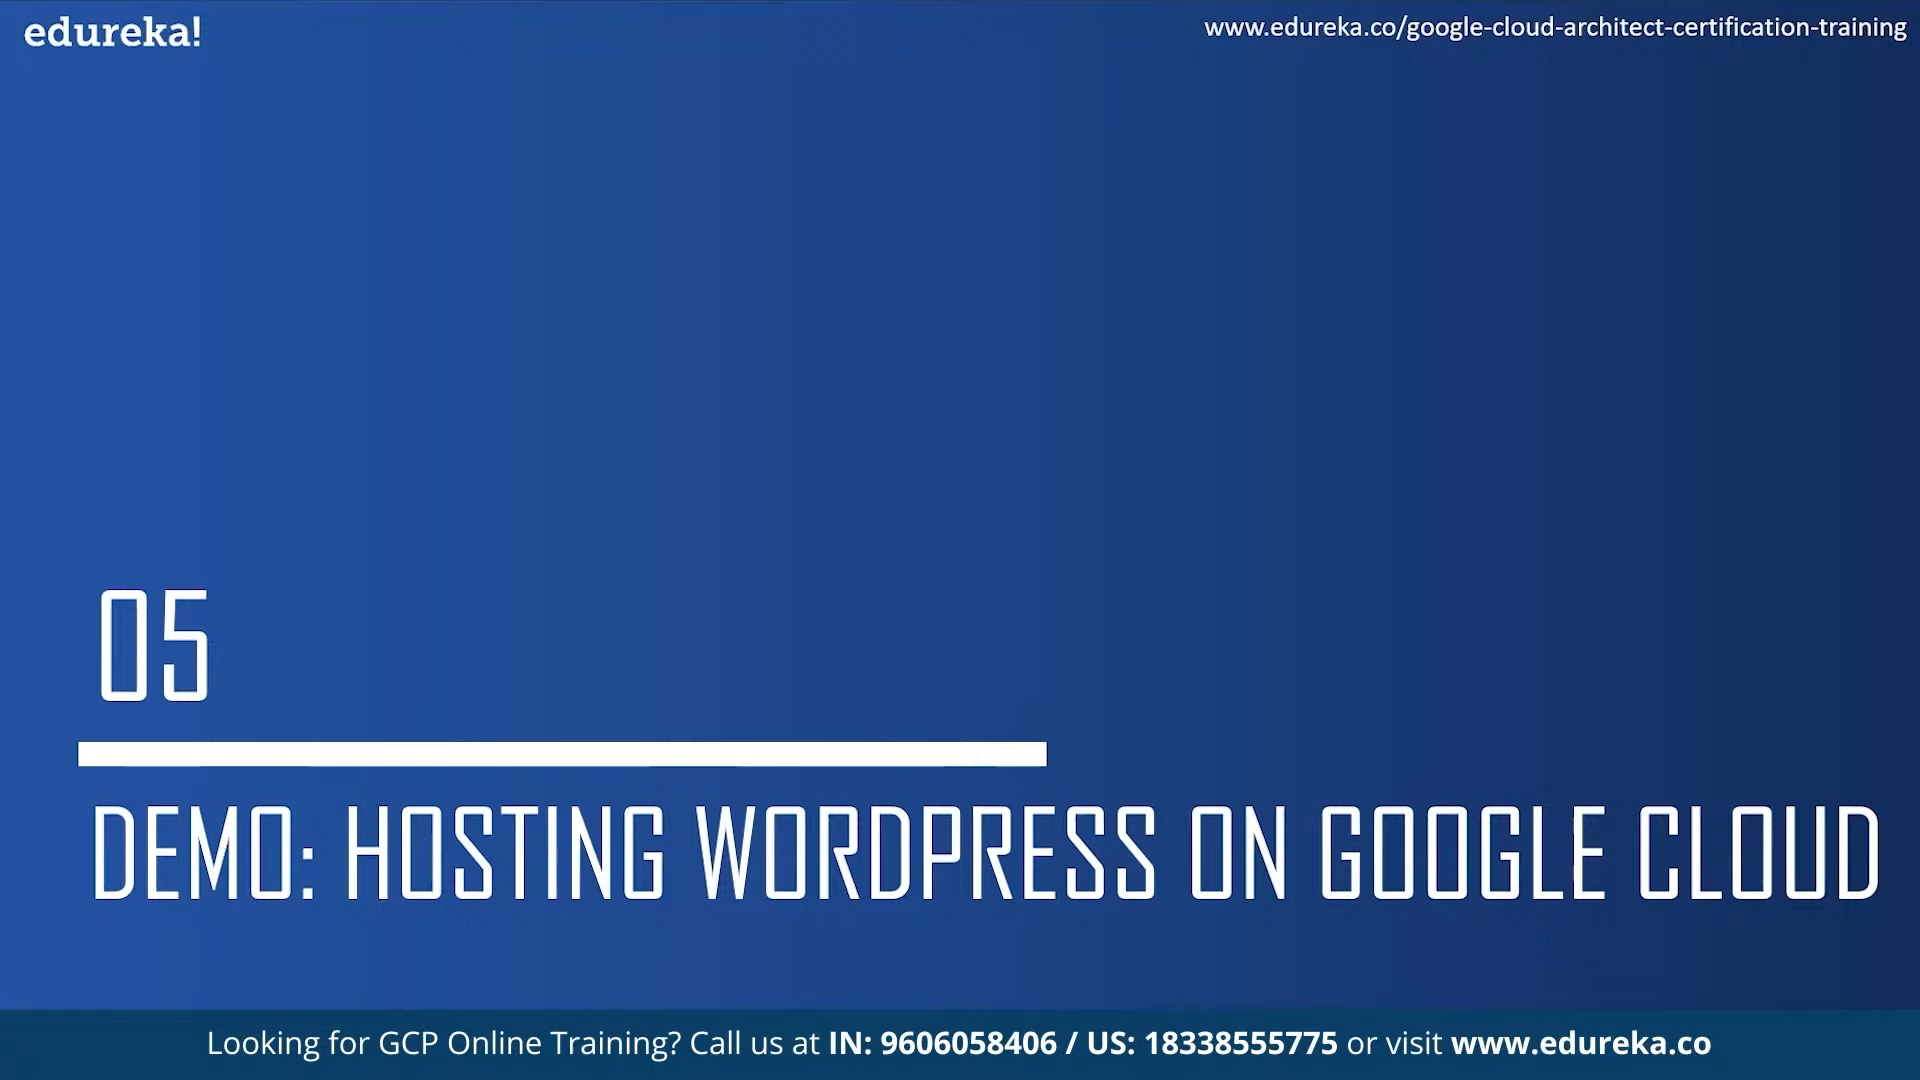 edureka!
www.edureka.co/google-cloud-architect-certification-training
05
DEMO: HOSTING WORDPRESS ON GOOGLE CLOUD
Looking for GCP Online Training? Call us at IN: 9606058406 / US: 18338555775 or visit www.edureka.co